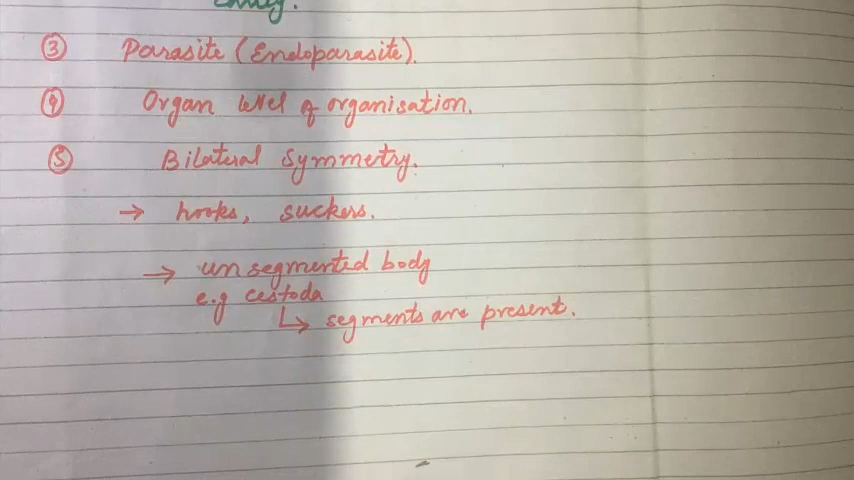 ③ Parasite (Endoparasite).
④ Organ level of organisation.
⑤ Bilateral Symmetry.
→ hooks, suckers.
→ unsegmented body
e.g cestoda
↳ segments are present.